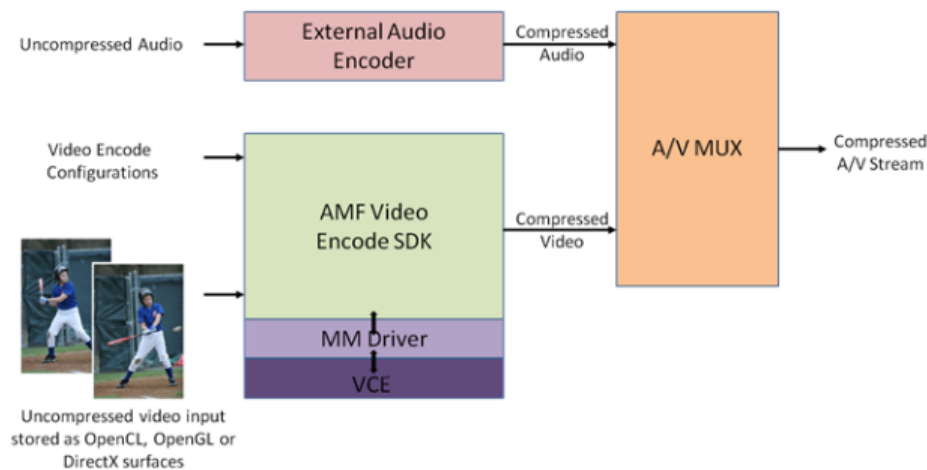 Uncompressed Audio
External Audio
Encoder
Compressed
Audio
A/V MUX
Compressed
A/V Stream
Video Encode
Configurations
AMF Video
Encode SDK
Compressed
Video
MM Driver
VCE
Uncompressed video input
stored as OpenCL, OpenGL or
DirectX surfaces